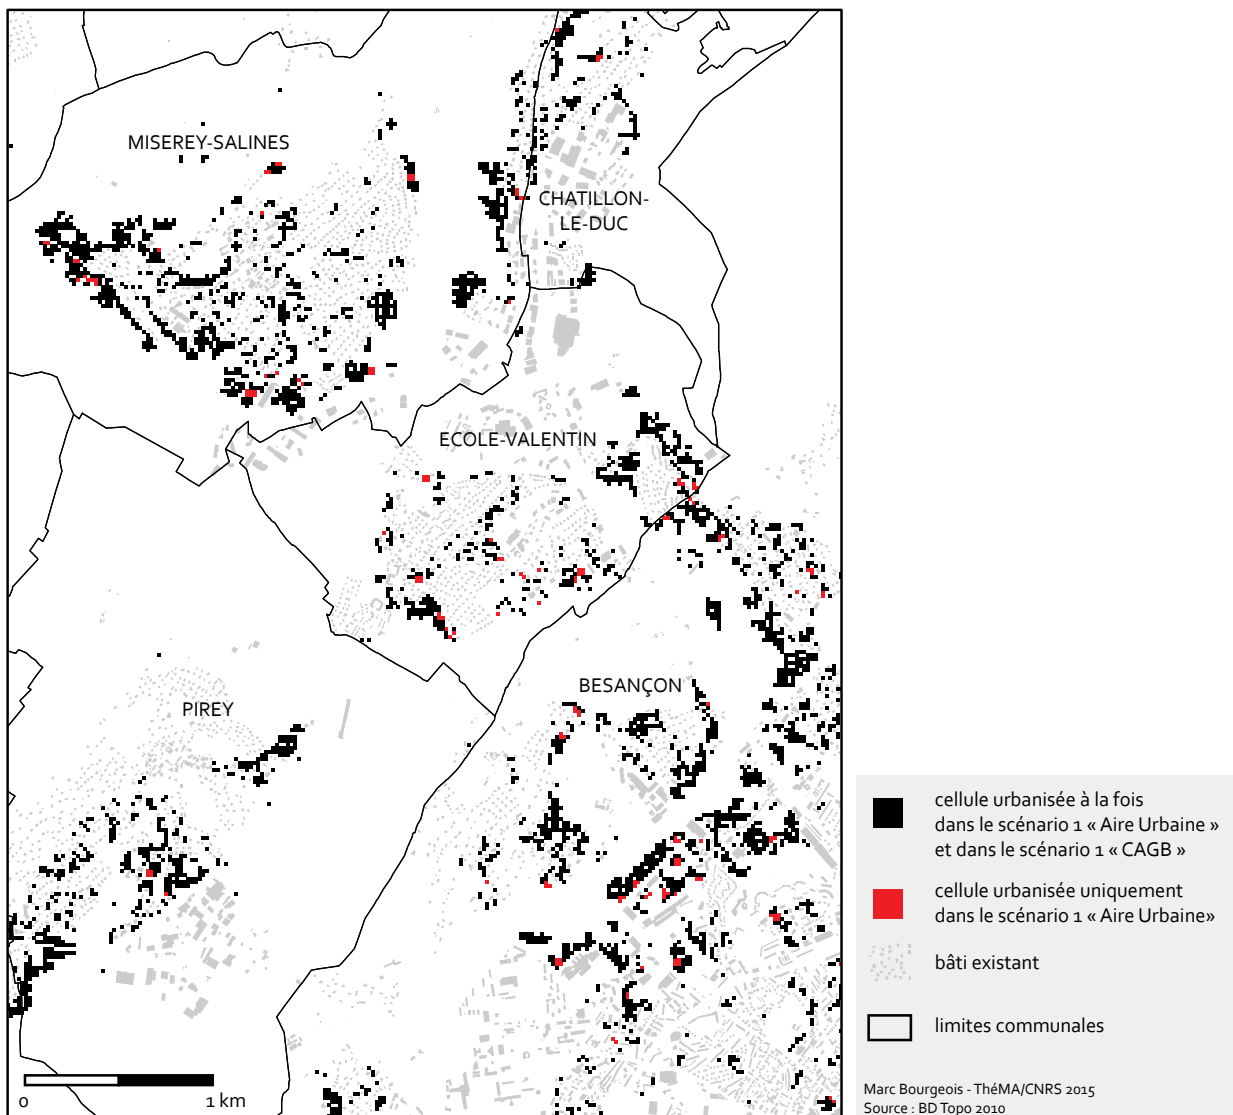 MISEREY-SALINES
CHATILLON-
LE-DUC
ECOLE-VALENTIN
BESANÇON
PIREY
0 1 km
cellule urbanisée à la fois
dans le scénario 1 « Aire Urbaine »
et dans le scénario 1 « CAGB »
cellule urbanisée uniquement
dans le scénario 1 « Aire Urbaine»
bâti existant
limites communales
Marc Bourgeois - ThéMA/CNRS 2015
Source : BD Topo 2010